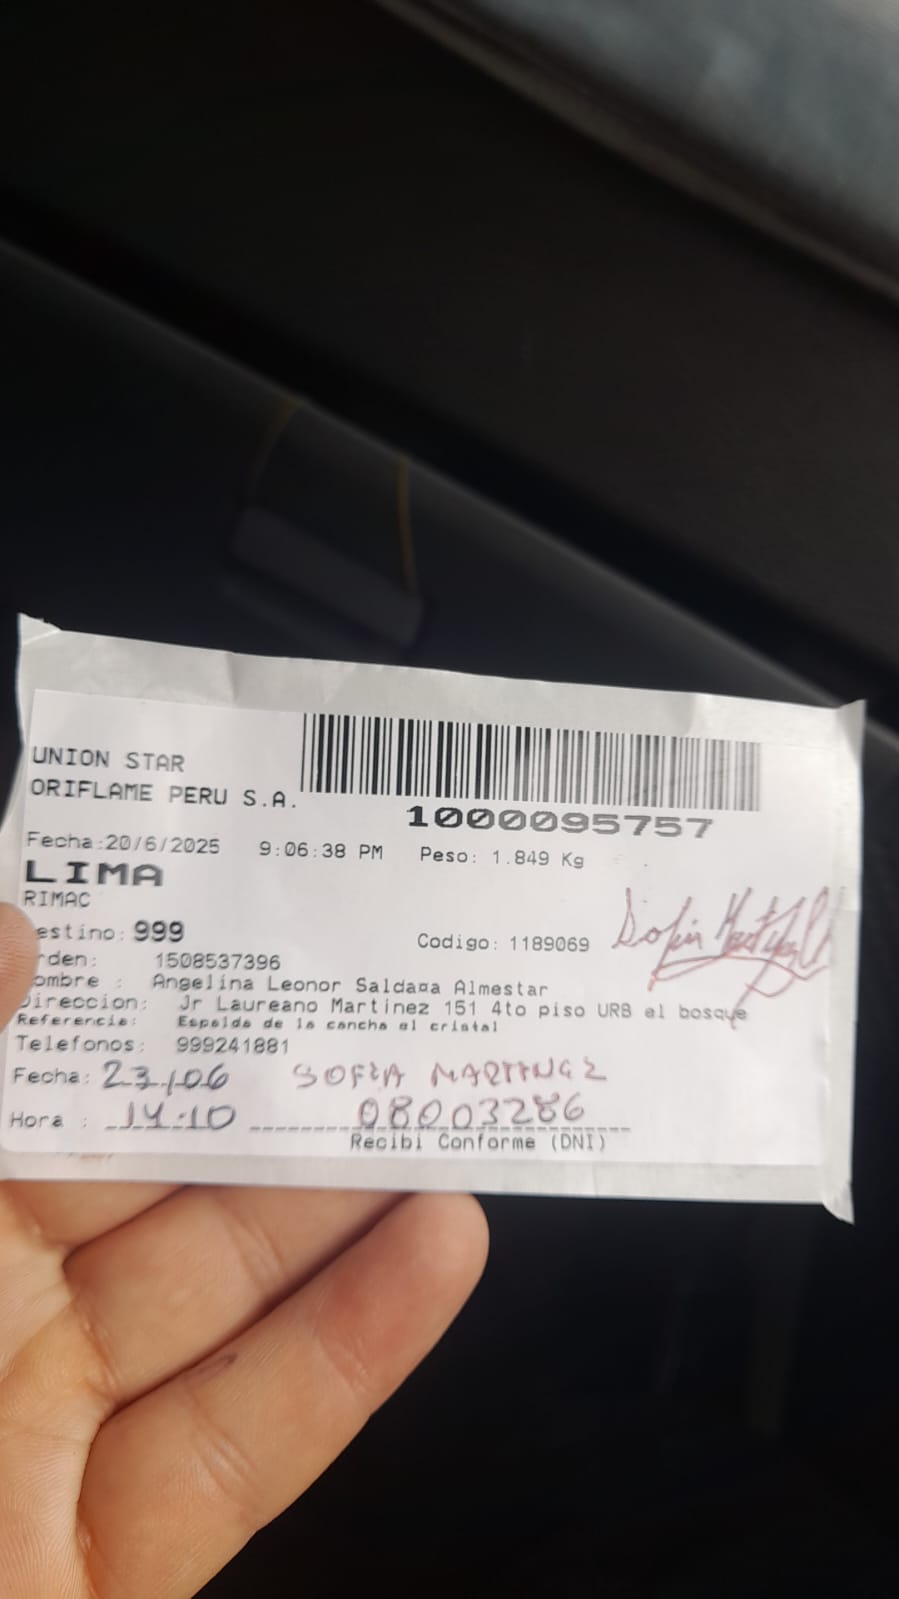 UNION STAR
ORIFLAME PERU S.A.
1000095757
Fecha:20/6/2025 9:06:38 PM Peso: 1.849 Kg
LIMA
RIMAC
estino: 999 Codigo: 1189069
rden: 1508537396
ombre : Angelina Leonor Saldaña Almestar
Direccion: Jr Laureano Martinez 151 4to piso URB el bosque
Referencia: Espalda de la cancha el cristal
Telefonos: 999241881
Fecha: 23/06 SOFIA MARTINEZ
Hora : 14:10 08003286
Recibi Conforme (DNI)